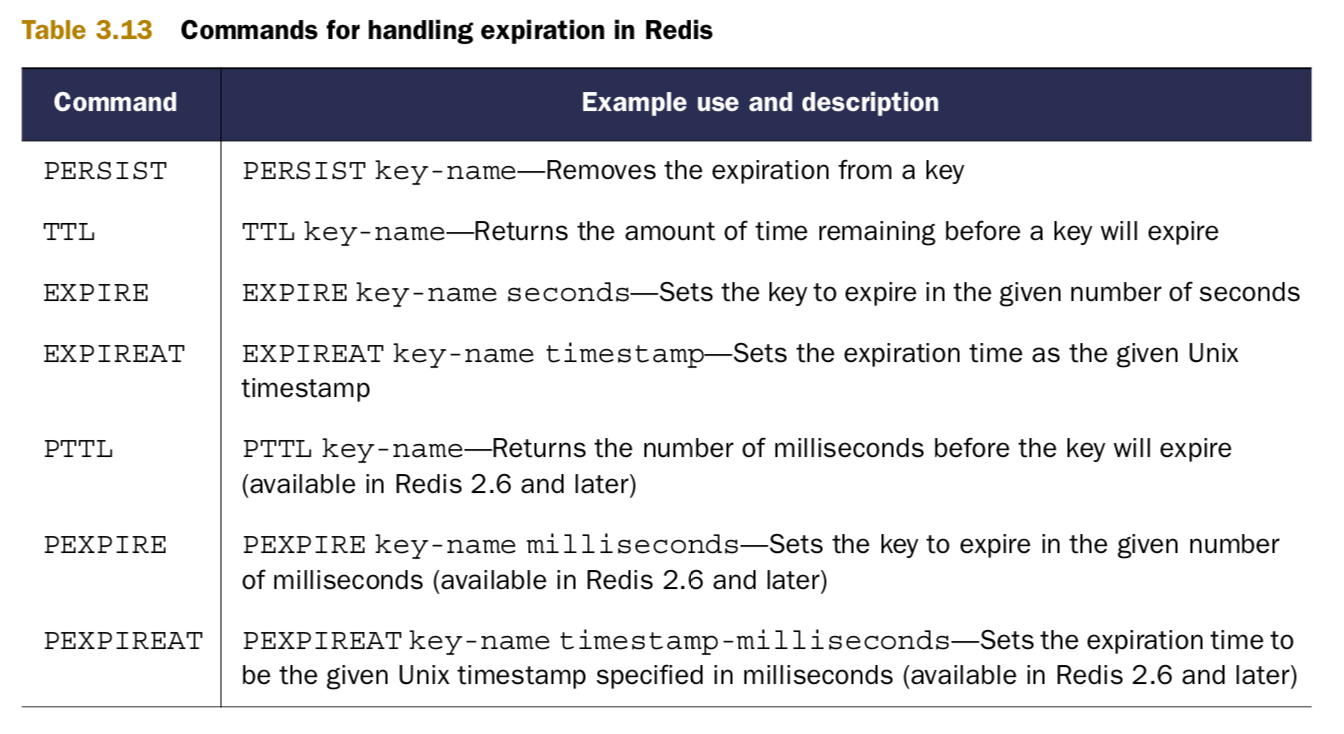 Table 3.13 Commands for handling expiration in Redis
Command Example use and description
PERSIST PERSIST key-name—Removes the expiration from a key
TTL TTL key-name—Returns the amount of time remaining before a key will expire
EXPIRE EXPIRE key-name seconds—Sets the key to expire in the given number of seconds
EXPIREAT EXPIREAT key-name timestamp—Sets the expiration time as the given Unix
timestamp
PTTL PTTL key-name—Returns the number of milliseconds before the key will expire
(available in Redis 2.6 and later)
PEXPIRE PEXPIRE key-name milliseconds—Sets the key to expire in the given number
of milliseconds (available in Redis 2.6 and later)
PEXPIREAT PEXPIREAT key-name timestamp-milliseconds—Sets the expiration time to
be the given Unix timestamp specified in milliseconds (available in Redis 2.6 and later)